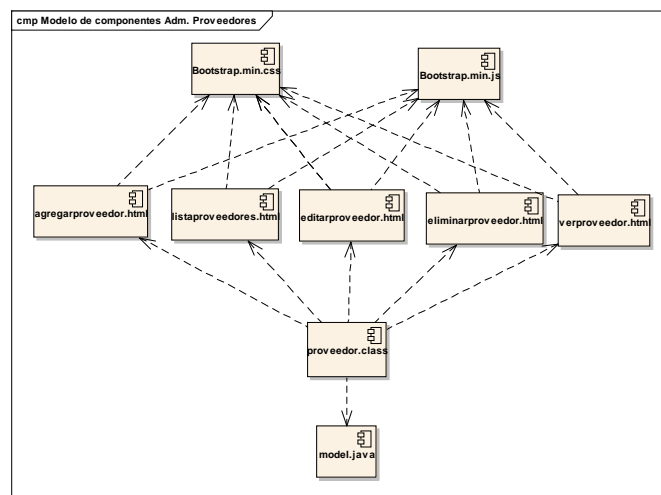 cmp Modelo de componentes Adm. Proveedores
Bootstrap.min.css
Bootstrap.min.js
agregarproveedor.html
listaproveedores.html
editarproveedor.html
eliminarproveedor.html
verproveedor.html
proveedor.class
model.java